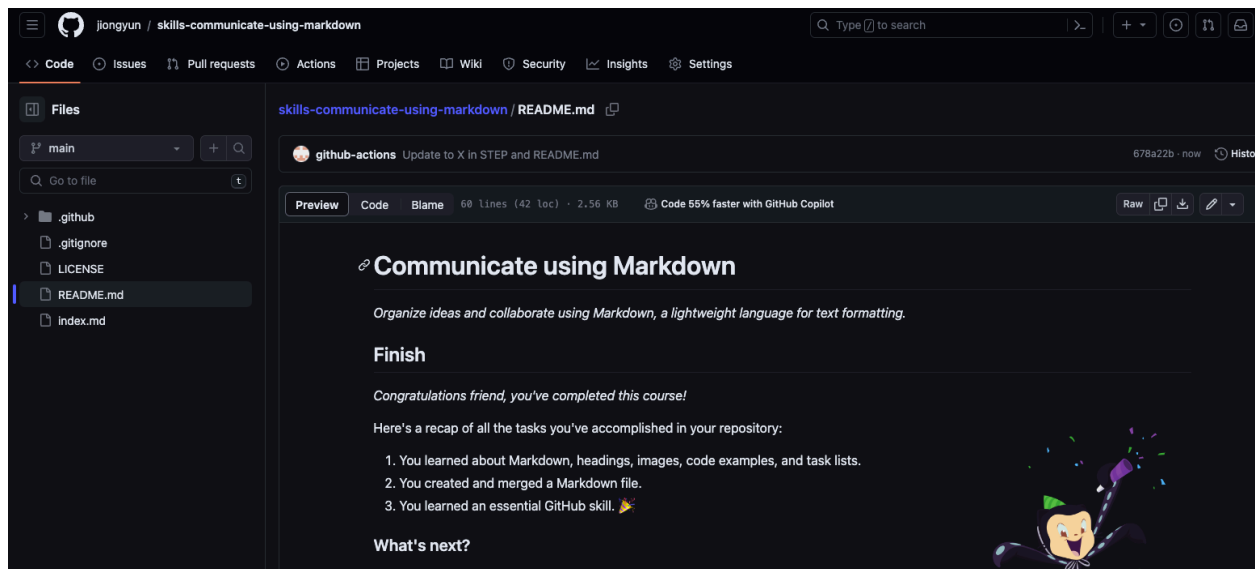 jiongyun / skills-communicate-using-markdown
Type / to search
Code Issues Pull requests Actions Projects Wiki Security Insights Settings
Files
main
Go to file t
.github
.gitignore
LICENSE
README.md
index.md
skills-communicate-using-markdown / README.md
github-actions Update to X in STEP and README.md 678a22b · now Histo
Preview Code Blame 60 lines (42 loc) · 2.56 KB Code 55% faster with GitHub Copilot Raw
Communicate using Markdown
Organize ideas and collaborate using Markdown, a lightweight language for text formatting.
Finish
Congratulations friend, you've completed this course!
Here's a recap of all the tasks you've accomplished in your repository:
1. You learned about Markdown, headings, images, code examples, and task lists.
2. You created and merged a Markdown file.
3. You learned an essential GitHub skill. 🎉
What's next?